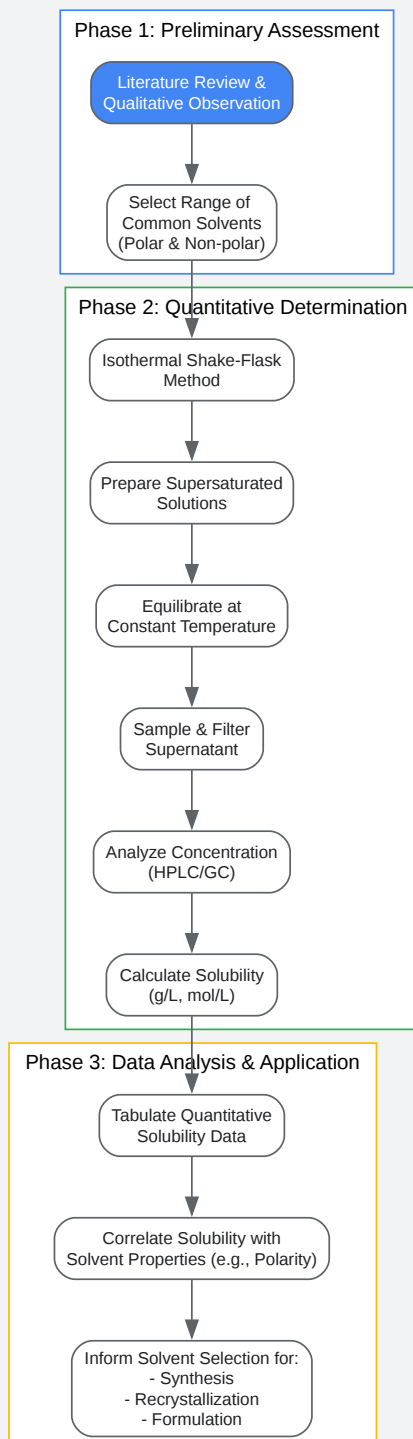 Phase 1: Preliminary Assessment
Literature Review &
Qualitative Observation
Select Range of
Common Solvents
(Polar & Non-polar)
Phase 2: Quantitative Determination
Isothermal Shake-Flask
Method
Prepare Supersaturated
Solutions
Equilibrate at
Constant Temperature
Sample & Filter
Supernatant
Analyze Concentration
(HPLC/GC)
Calculate Solubility
(g/L, mol/L)
Phase 3: Data Analysis & Application
Tabulate Quantitative
Solubility Data
Correlate Solubility with
Solvent Properties (e.g., Polarity)
Inform Solvent Selection for:
- Synthesis
- Recrystallization
- Formulation